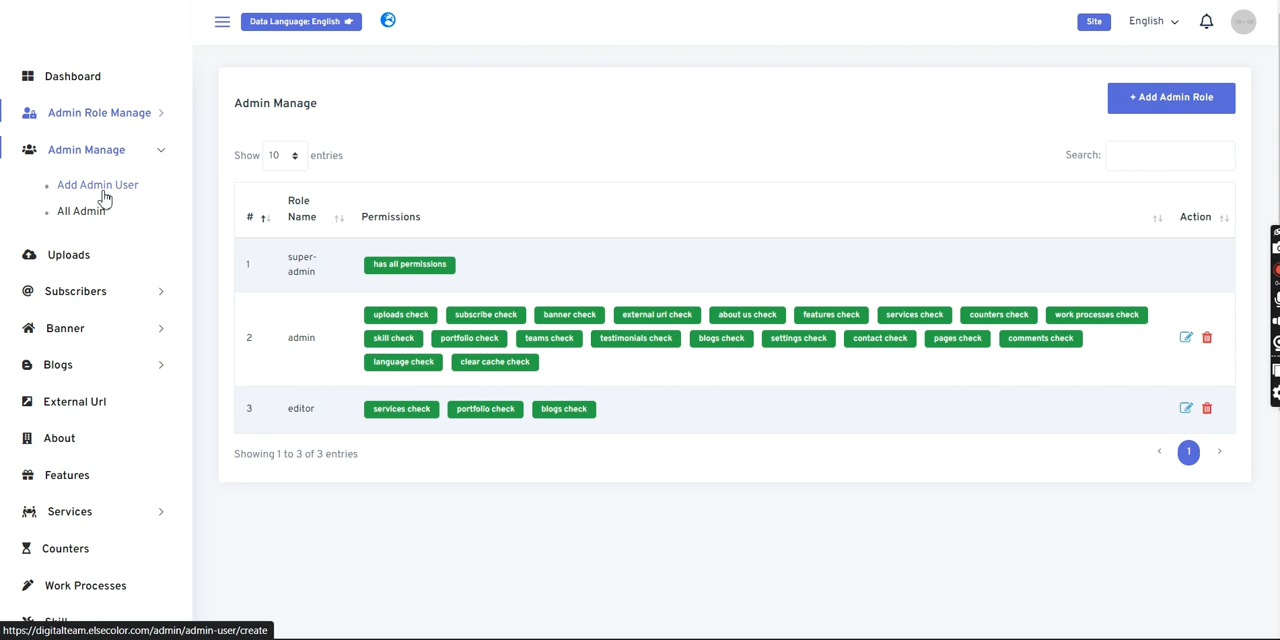 Data Language: English
Site
English
Dashboard
Admin Role Manage
Admin Manage
Add Admin User
All Admin
Uploads
Subscribers
Banner
Blogs
External Url
About
Features
Services
Counters
Work Processes
Skill
Admin Manage
+ Add Admin Role
Show 10 entries
Search:
# Role Name Permissions Action
1 super-admin has all permissions
2 admin uploads check subscribe check banner check external url check about us check features check services check counters check work processes check
skill check portfolio check teams check testimonials check blogs check settings check contact check pages check comments check
language check clear cache check
3 editor services check portfolio check blogs check
Showing 1 to 3 of 3 entries
1
https://digitalteam.elsecolor.com/admin/admin-user/create